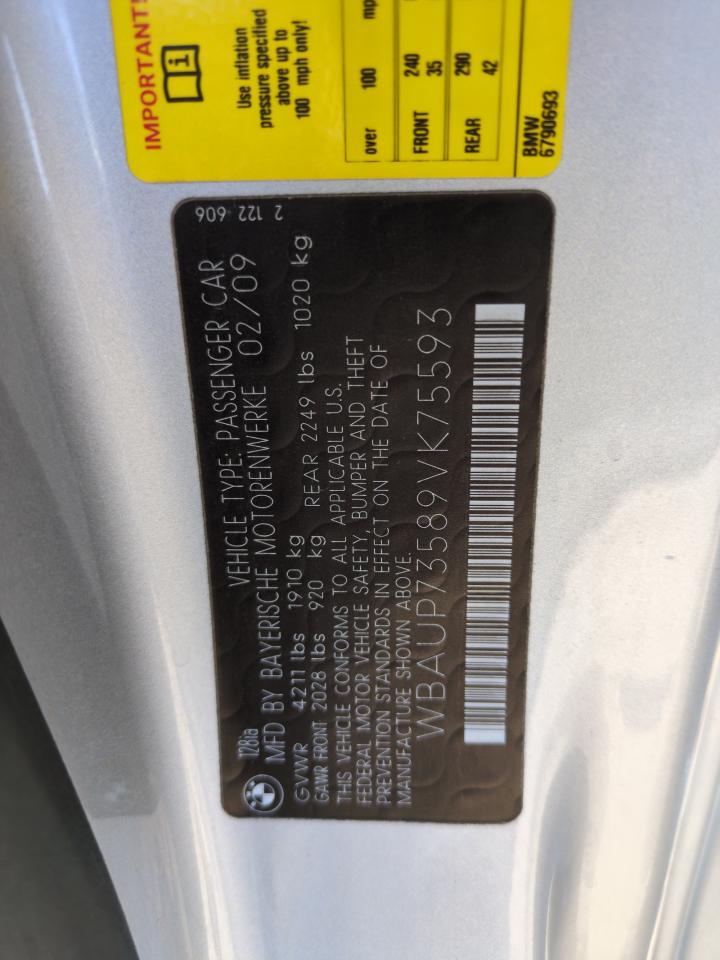 IMPORTANT!
Use inflation
pressure specified
above up to
100 mph only!
over 100 mp
FRONT 240
35
REAR 290
42
BMW
6790693
2 122 606
128ia VEHICLE TYPE: PASSENGER CAR
MFD BY BAYERISCHE MOTORENWERKE 02/09
GVWR 4211 lbs 1910 kg
GAWR FRONT 2028 lbs 920 kg REAR 2249 lbs 1020 kg
THIS VEHICLE CONFORMS TO ALL APPLICABLE U.S.
FEDERAL MOTOR VEHICLE SAFETY, BUMPER AND THEFT
PREVENTION STANDARDS IN EFFECT ON THE DATE OF
MANUFACTURE SHOWN ABOVE.
WBAUP73589VK75593